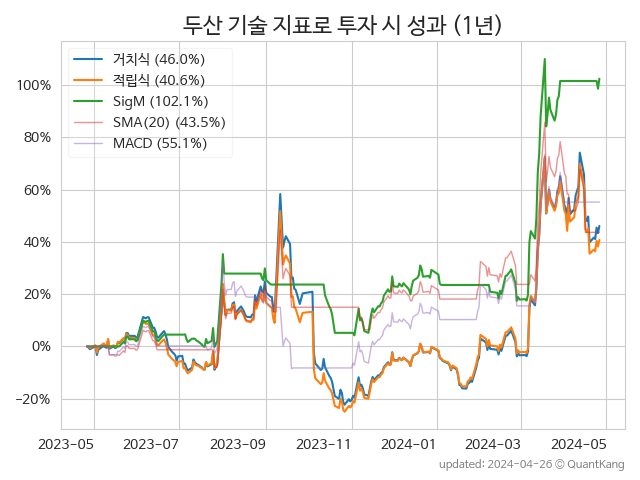 두산 기술 지표로 투자 시 성과 (1년)
거치식 (46.0%)
적립식 (40.6%)
SigM (102.1%)
SMA(20) (43.5%)
MACD (55.1%)
100%
80%
60%
40%
20%
0%
−20%
2023-05 2023-07 2023-09 2023-11 2024-01 2024-03 2024-05
updated: 2024-04-26 © QuantKang